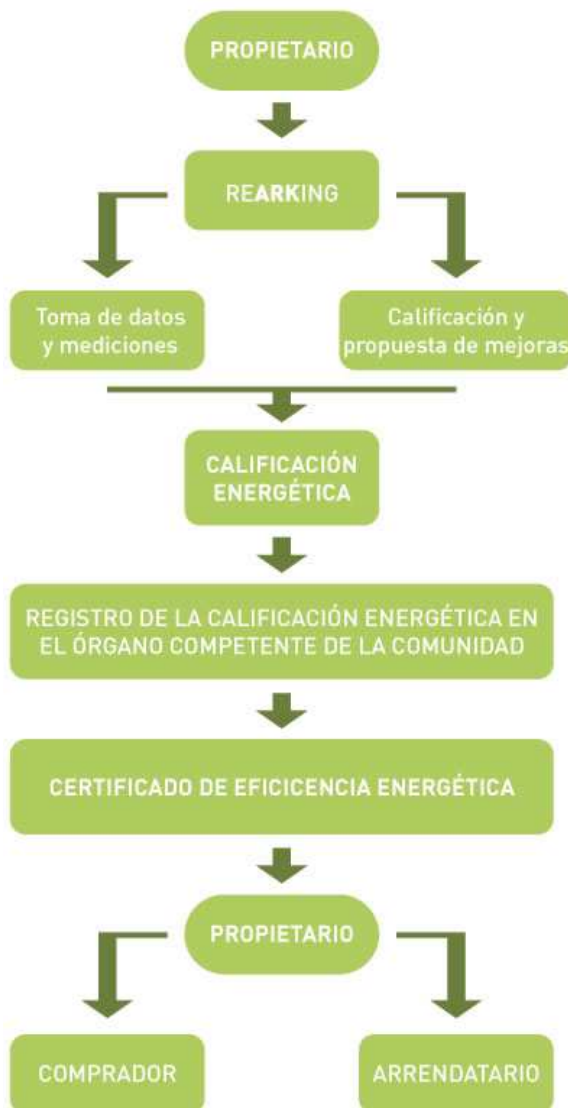 PROPIETARIO
REARKING
Toma de datos
y mediciones
Calificación y
propuesta de mejoras
CALIFICACIÓN
ENERGÉTICA
REGISTRO DE LA CALIFICACIÓN ENERGÉTICA EN
EL ÓRGANO COMPETENTE DE LA COMUNIDAD
CERTIFICADO DE EFICICENCIA ENERGÉTICA
PROPIETARIO
COMPRADOR
ARRENDATARIO